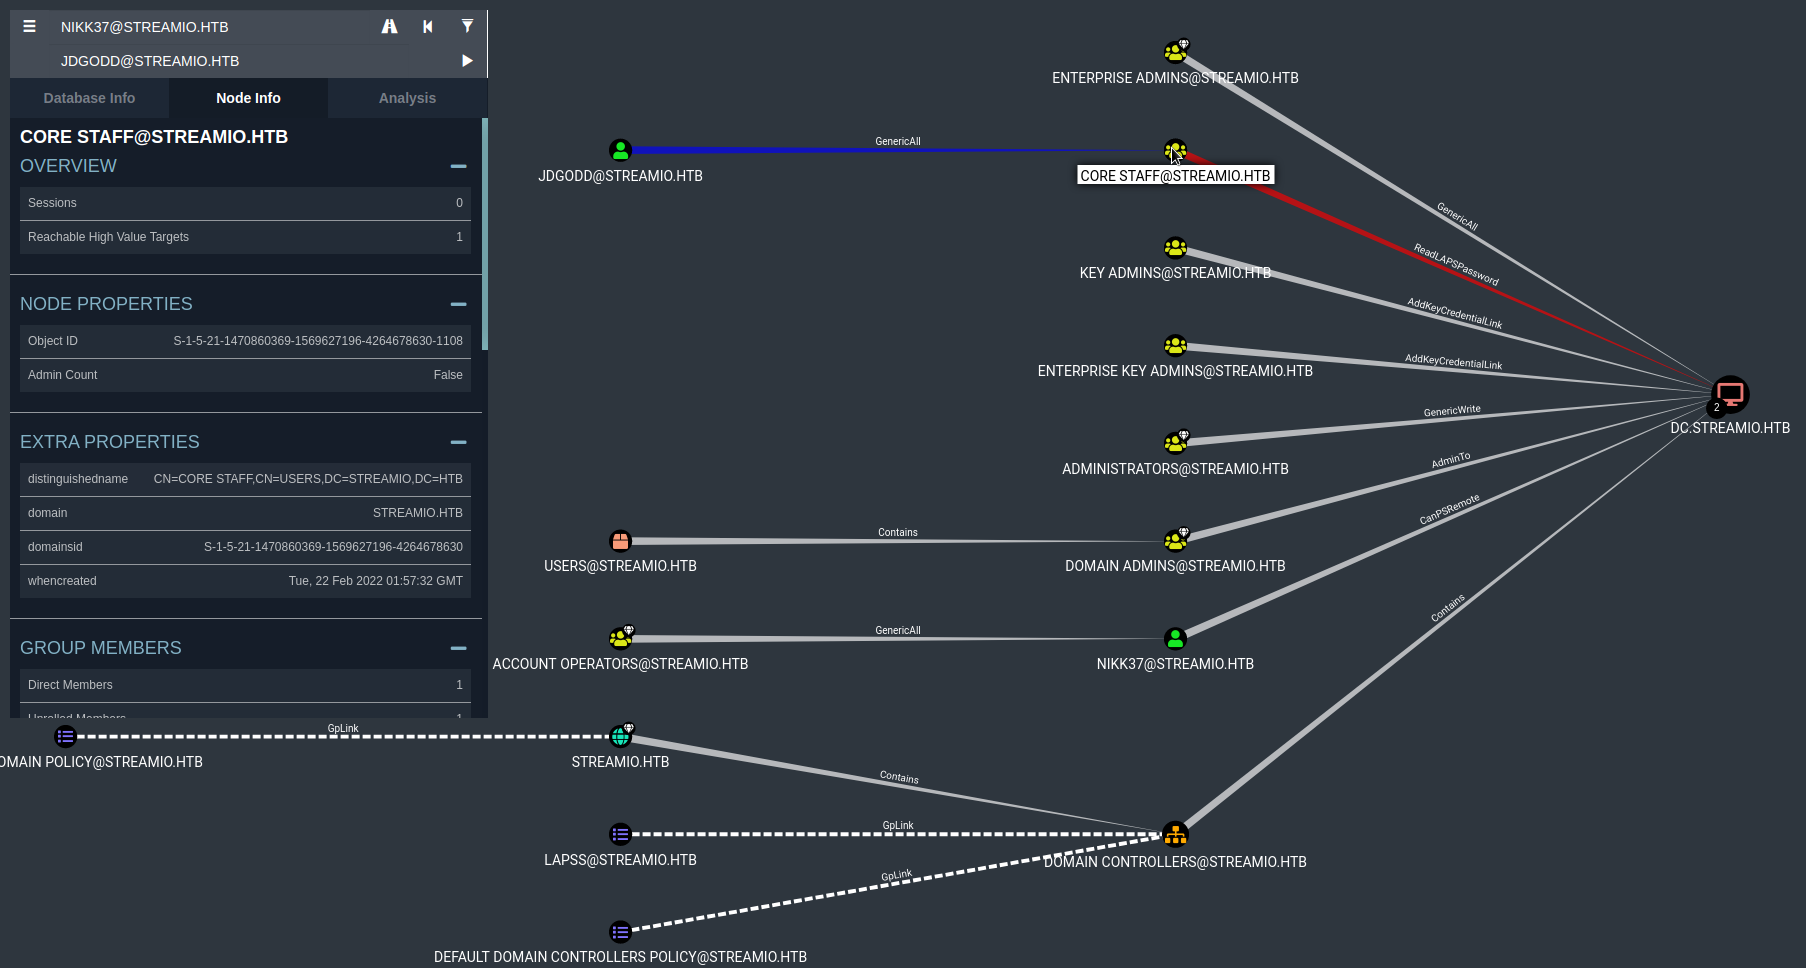 NIKK37@STREAMIO.HTB
JDGODD@STREAMIO.HTB
Database Info Node Info Analysis
CORE STAFF@STREAMIO.HTB
OVERVIEW
Sessions 0
Reachable High Value Targets 1
NODE PROPERTIES
Object ID S-1-5-21-1470860369-1569627196-4264678630-1108
Admin Count False
EXTRA PROPERTIES
distinguishedname CN=CORE STAFF,CN=USERS,DC=STREAMIO,DC=HTB
domain STREAMIO.HTB
domainsid S-1-5-21-1470860369-1569627196-4264678630
whencreated Tue, 22 Feb 2022 01:57:32 GMT
GROUP MEMBERS
Direct Members 1
Unrolled Members 1
ENTERPRISE ADMINS@STREAMIO.HTB
GenericAll
JDGODD@STREAMIO.HTB
CORE STAFF@STREAMIO.HTB
GenericAll
ReadLAPSPassword
KEY ADMINS@STREAMIO.HTB
AddKeyCredentialLink
ENTERPRISE KEY ADMINS@STREAMIO.HTB
AddKeyCredentialLink
2
DC.STREAMIO.HTB
GenericWrite
ADMINISTRATORS@STREAMIO.HTB
AdminTo
CanPSRemote
Contains
USERS@STREAMIO.HTB
DOMAIN ADMINS@STREAMIO.HTB
Contains
GenericAll
ACCOUNT OPERATORS@STREAMIO.HTB
NIKK37@STREAMIO.HTB
GpLink
OMAIN POLICY@STREAMIO.HTB
STREAMIO.HTB
Contains
GpLink
LAPSS@STREAMIO.HTB
DOMAIN CONTROLLERS@STREAMIO.HTB
GpLink
DEFAULT DOMAIN CONTROLLERS POLICY@STREAMIO.HTB